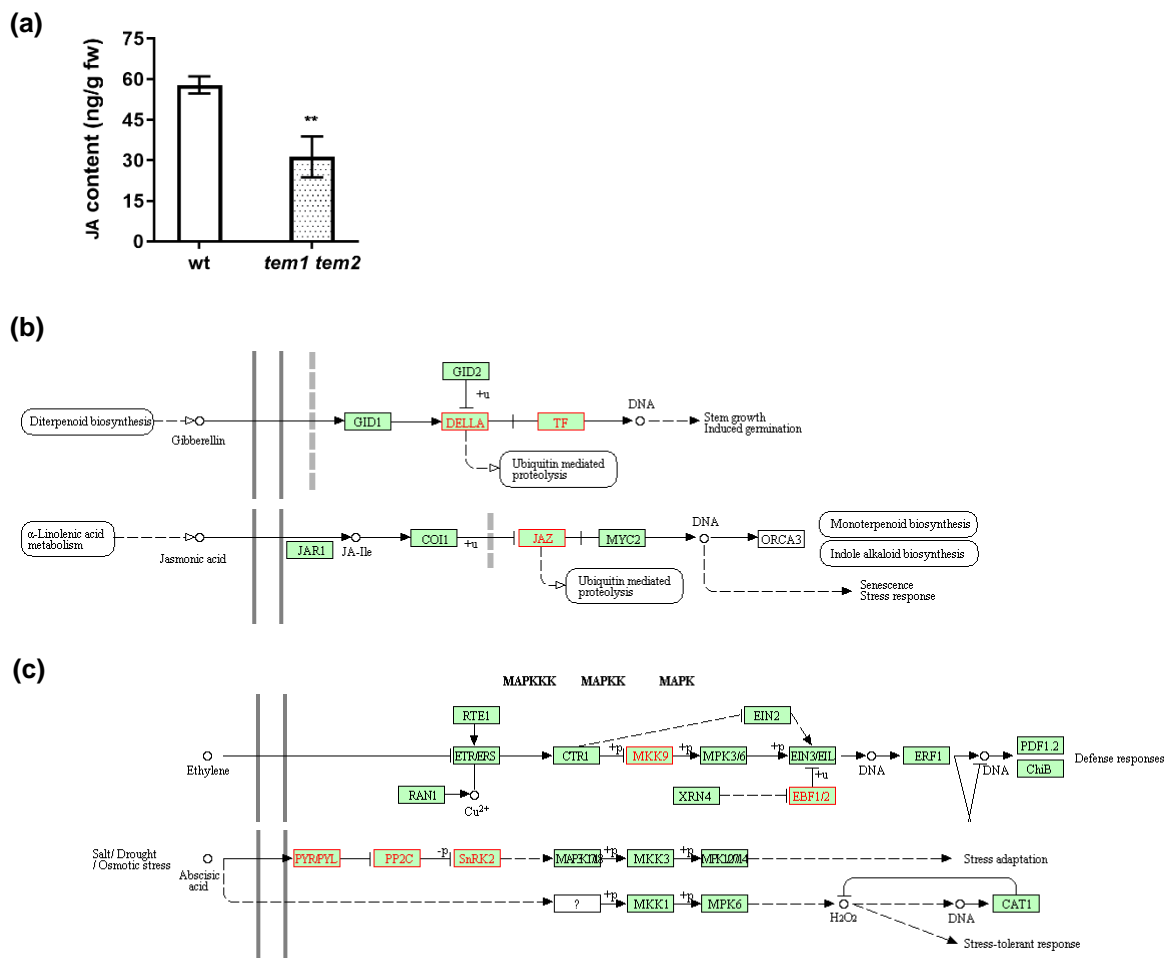 (a)
75
60
45
30
15
0
JA content (ng/g fw)
**
wt
tem1 tem2
(b)
GID2
+u
DNA
Diterpenoid biosynthesis
Gibberellin
GID1
DELLA
TF
Stem growth
Induced germination
Ubiquitin mediated
proteolysis
α-Linolenic acid
metabolism
Jasmonic acid
JAR1
JA-Ile
COI1
+u
JAZ
MYC2
DNA
ORCA3
Monoterpenoid biosynthesis
Indole alkaloid biosynthesis
Ubiquitin mediated
proteolysis
Senescence
Stress response
(c)
MAPKKK
MAPKK
MAPK
RTE1
EIN2
Ethylene
ETR/ERS
CTR1
+p
MKK9
+p
MPK3/6
+p
EIN3/EIL
DNA
ERF1
DNA
PDF1.2
ChiB
Defense responses
+u
RAN1
Cu2+
XRN4
EBF1/2
Salt/ Drought
/ Osmotic stress
Abscisic
acid
PYR/PYL
PP2C
-p
SnRK2
+p
MKK3
+p
Stress adaptation
?
+p
MKK1
+p
MPK6
H2O2
DNA
CAT1
Stress-tolerant response